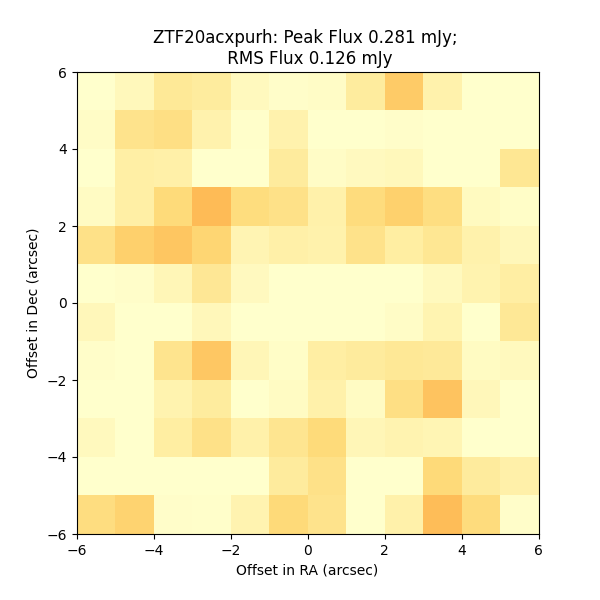 ZTF20acxpurh: Peak Flux 0.281 mJy;
RMS Flux 0.126 mJy
6
4
2
0
−2
−4
−6
Offset in Dec (arcsec)
−6 −4 −2 0 2 4 6
Offset in RA (arcsec)